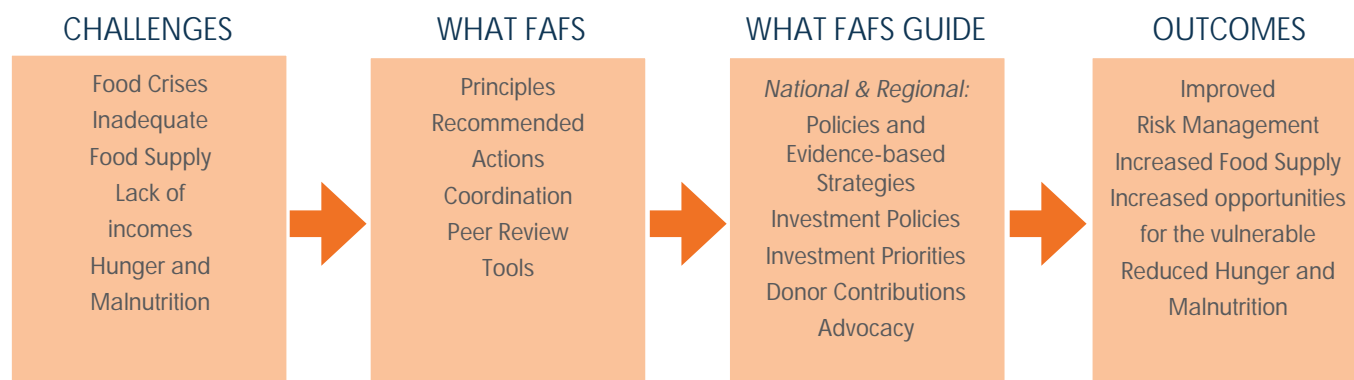 CHALLENGES
Food Crises
Inadequate
Food Supply
Lack of
incomes
Hunger and
Malnutrition
WHAT FAFS
Principles
Recommended
Actions
Coordination
Peer Review
Tools
WHAT FAFS GUIDE
National & Regional:
Policies and
Evidence-based
Strategies
Investment Policies
Investment Priorities
Donor Contributions
Advocacy
OUTCOMES
Improved
Risk Management
Increased Food Supply
Increased opportunities
for the vulnerable
Reduced Hunger and
Malnutrition